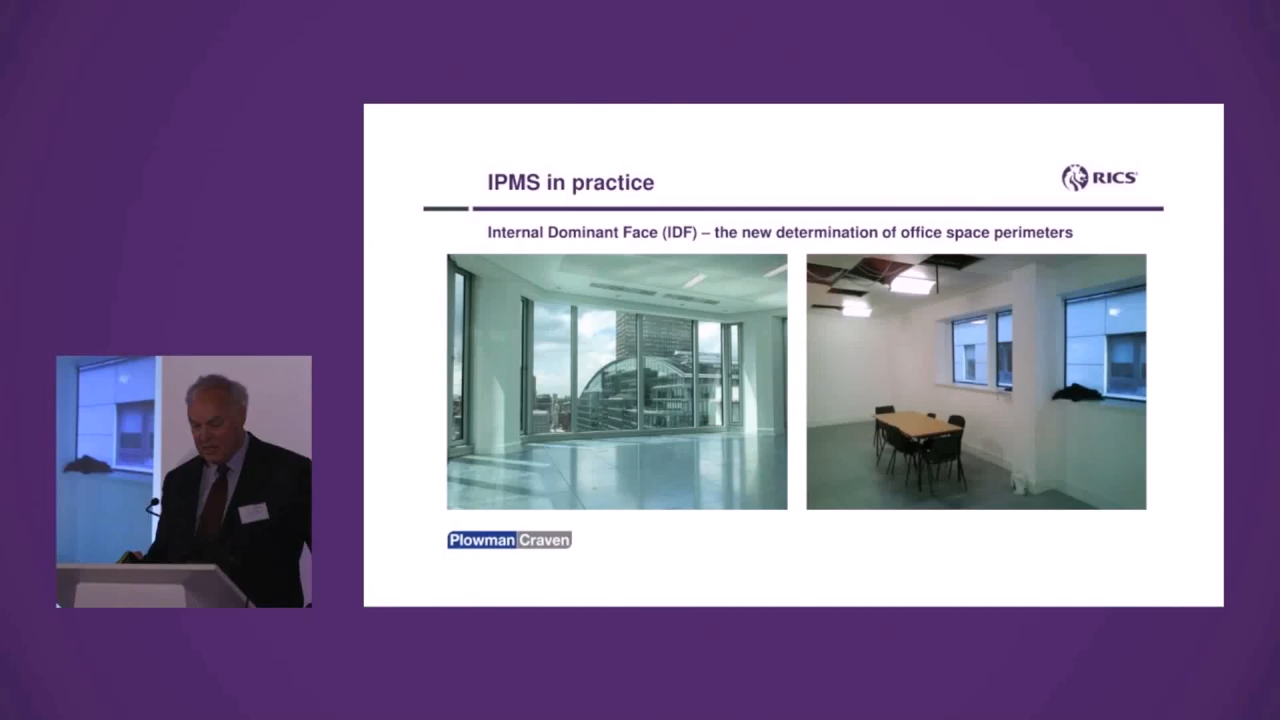 IPMS in practice
RICS
Internal Dominant Face (IDF) – the new determination of office space perimeters
Plowman Craven